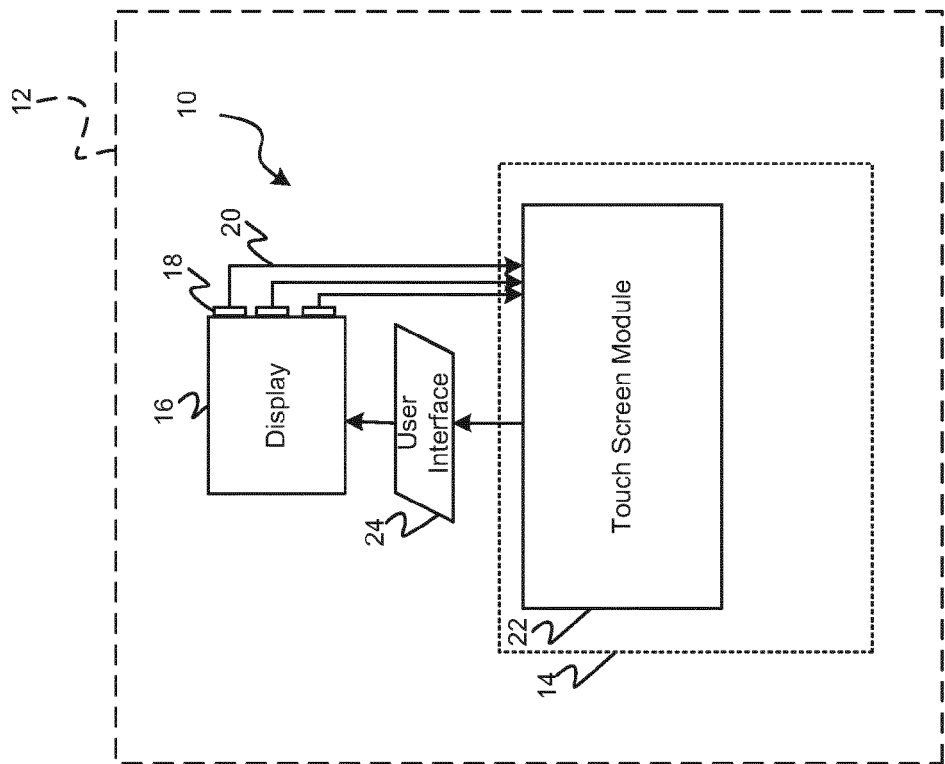 12
16
18
10
20
Display
24
User
Interface
22
14
Touch Screen Module